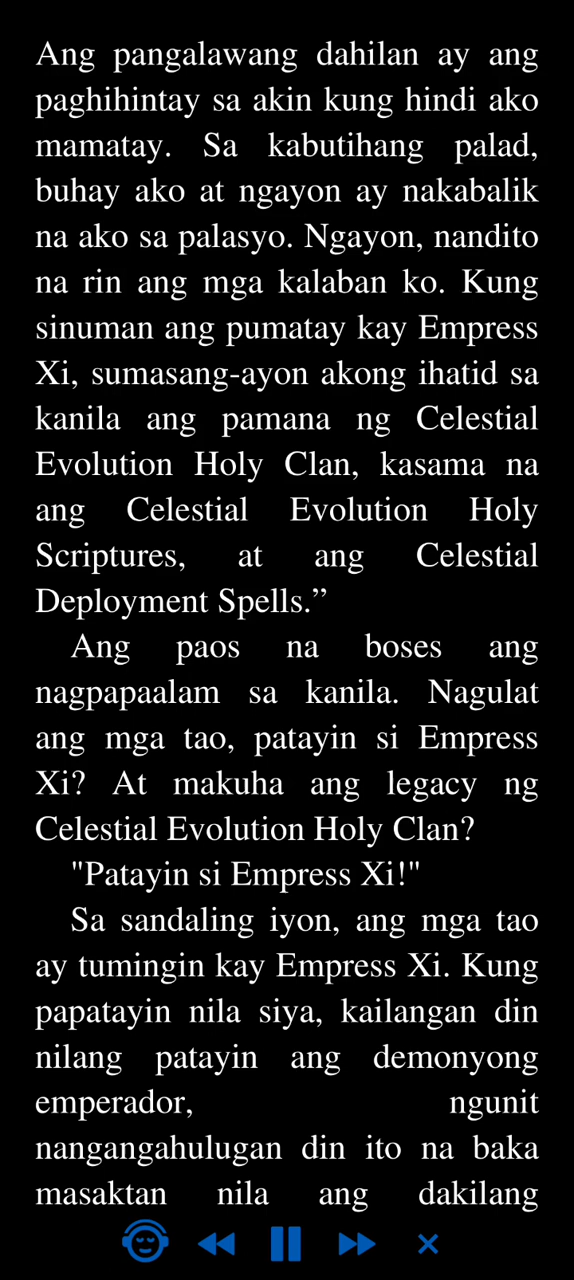 Ang pangalawang dahilan ay ang
paghihintay sa akin kung hindi ako
mamatay. Sa kabutihang palad,
buhay ako at ngayon ay nakabalik
na ako sa palasyo. Ngayon, nandito
na rin ang mga kalaban ko. Kung
sinuman ang pumatay kay Empress
Xi, sumasang-ayon akong ihatid sa
kanila ang pamana ng Celestial
Evolution Holy Clan, kasama na
ang Celestial Evolution Holy
Scriptures, at ang Celestial
Deployment Spells.”
Ang paos na boses ang
nagpapaalam sa kanila. Nagulat
ang mga tao, patayin si Empress
Xi? At makuha ang legacy ng
Celestial Evolution Holy Clan?
"Patayin si Empress Xi!"
Sa sandaling iyon, ang mga tao
ay tumingin kay Empress Xi. Kung
papatayin nila siya, kailangan din
nilang patayin ang demonyong
emperador, ngunit
nangangahulugan din ito na baka
masaktan nila ang dakilang